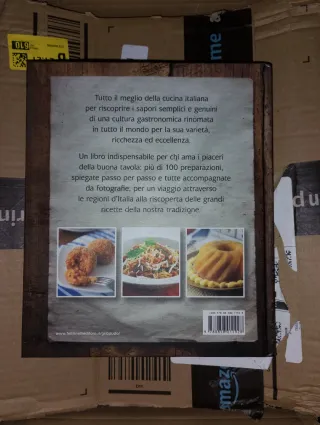 Tutto il meglio della cucina italiana
per riscoprire i sapori semplici e genuini
di una cultura gastronomica rinomata
in tutto il mondo per la sua varietà,
ricchezza ed eccellenza.
Un libro indispensabile per chi ama i piaceri
della buona tavola: più di 100 preparazioni,
spiegate passo per passo e tutte accompagnate
da fotografie, per un viaggio attraverso
le regioni d'Italia alla riscoperta delle grandi
ricette della nostra tradizione.
amazo